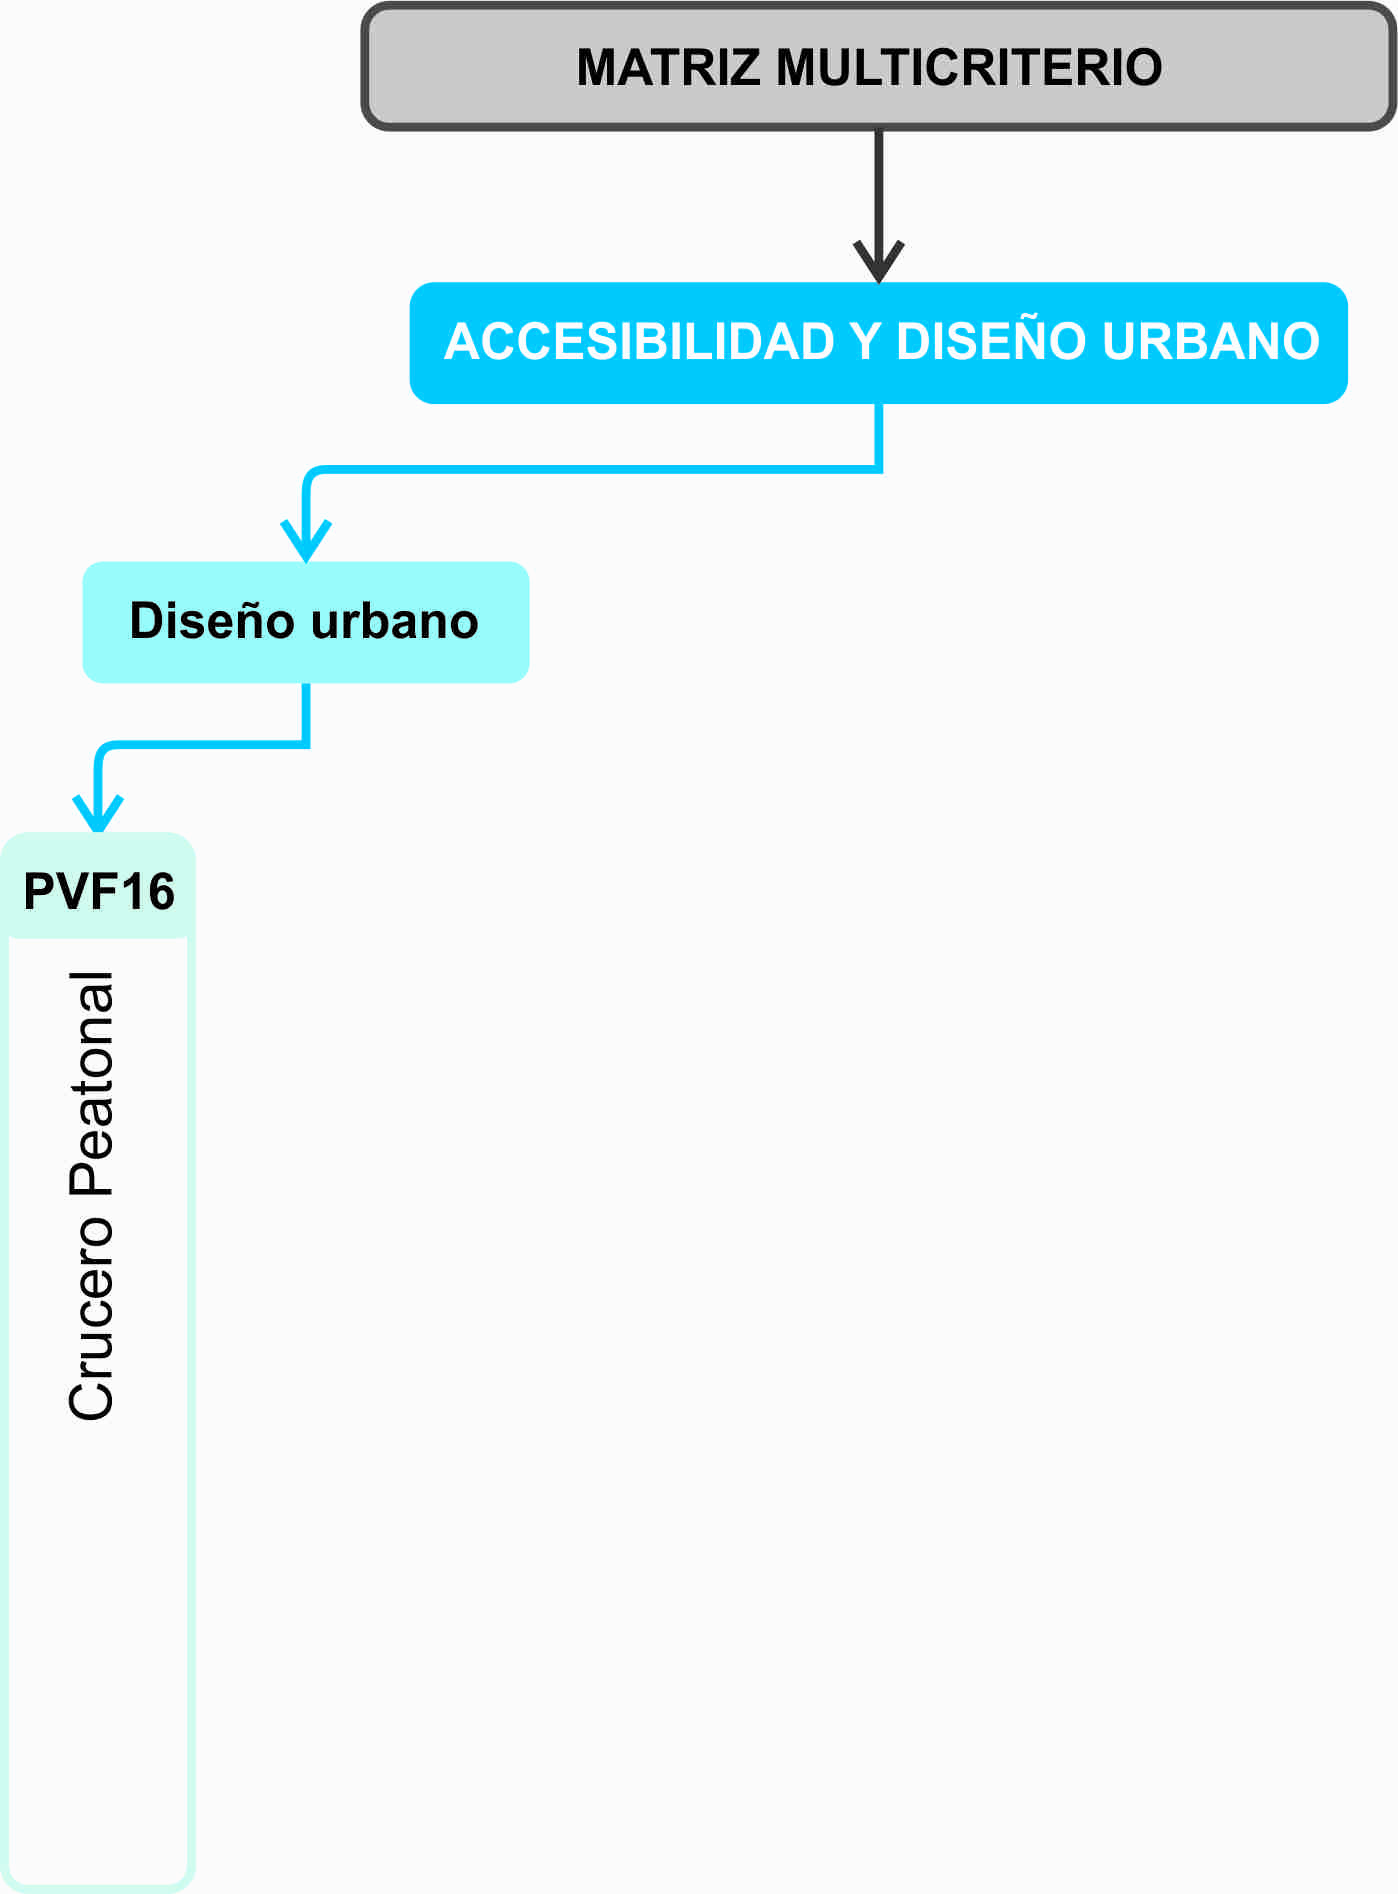 MATRIZ MULTICRITERIO
ACCESIBILIDAD Y DISEÑO URBANO
Diseño urbano
PVF16
Crucero Peatonal